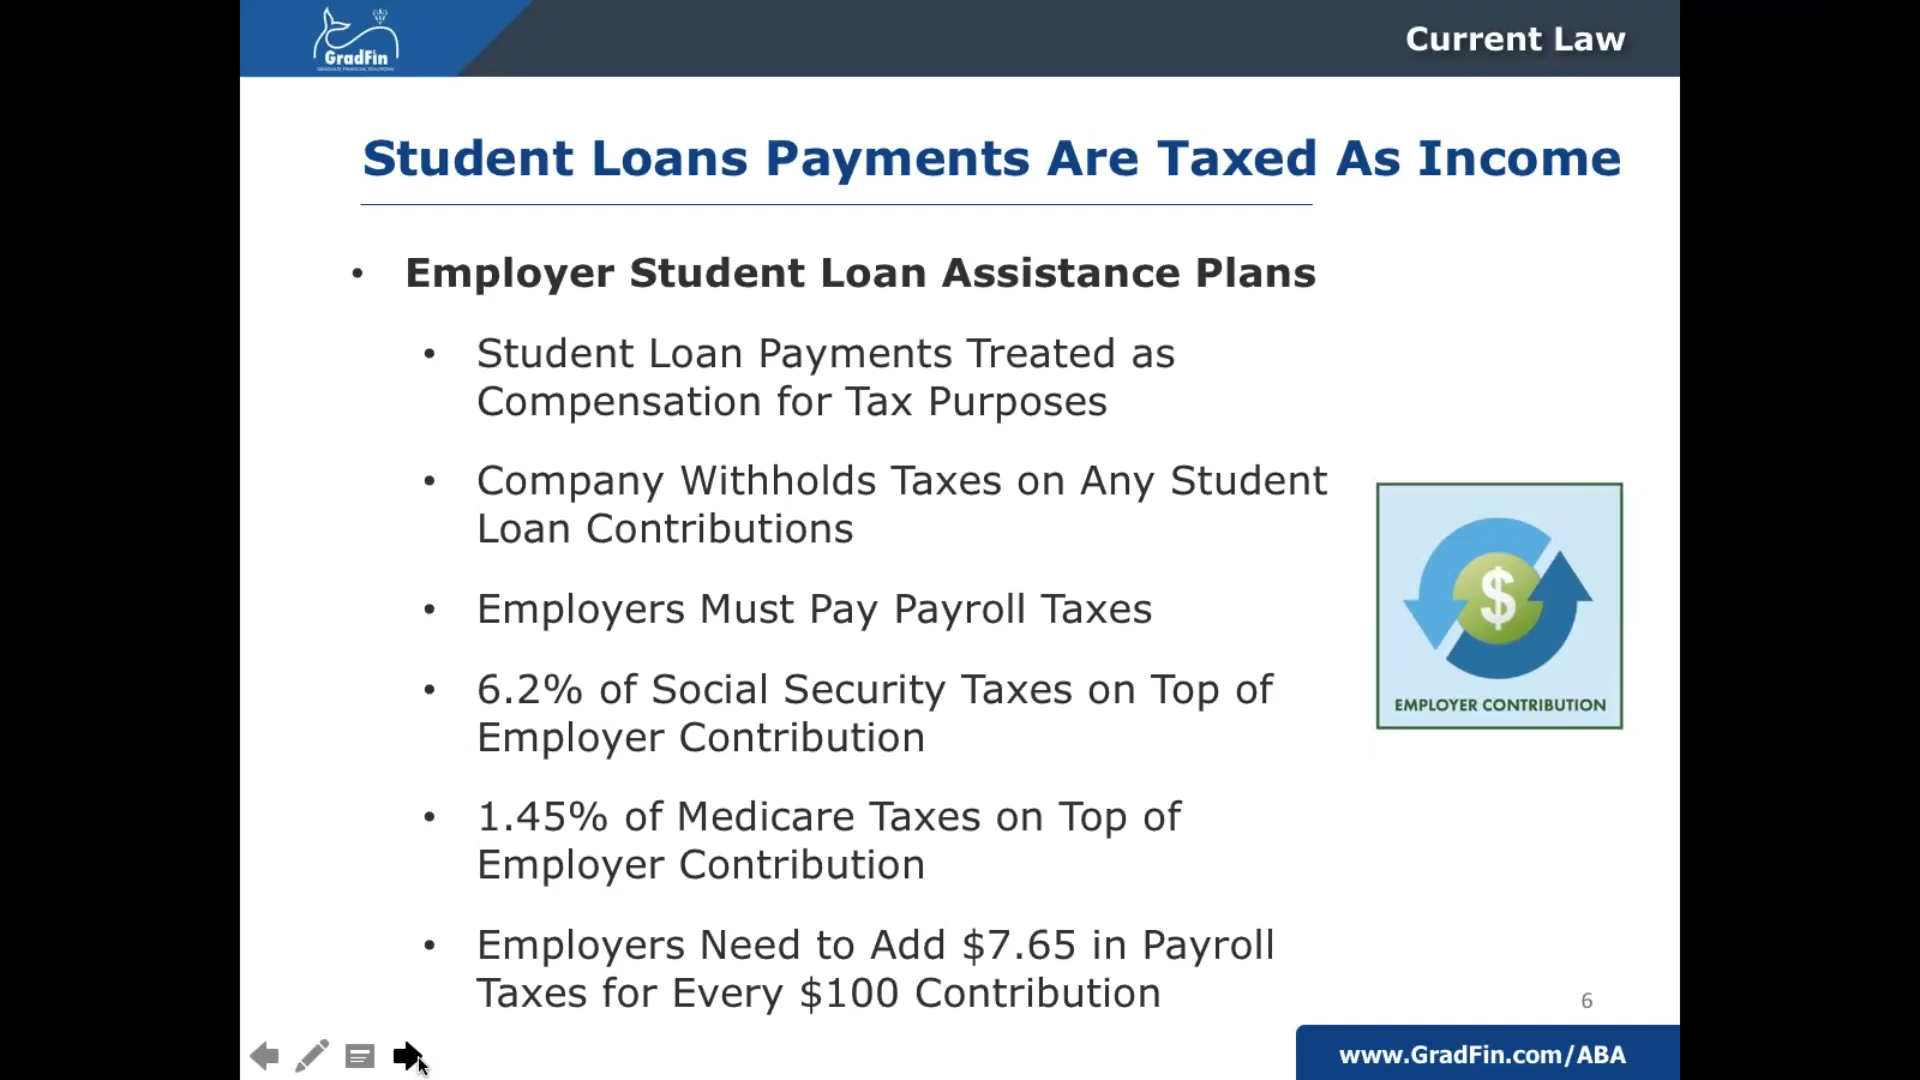 GradFin
GRADUATE FINANCIAL SOLUTIONS
Current Law
Student Loans Payments Are Taxed As Income
• Employer Student Loan Assistance Plans
• Student Loan Payments Treated as
Compensation for Tax Purposes
• Company Withholds Taxes on Any Student
Loan Contributions
• Employers Must Pay Payroll Taxes
• 6.2% of Social Security Taxes on Top of
Employer Contribution
• 1.45% of Medicare Taxes on Top of
Employer Contribution
• Employers Need to Add $7.65 in Payroll
Taxes for Every $100 Contribution
$
EMPLOYER CONTRIBUTION
6
www.GradFin.com/ABA